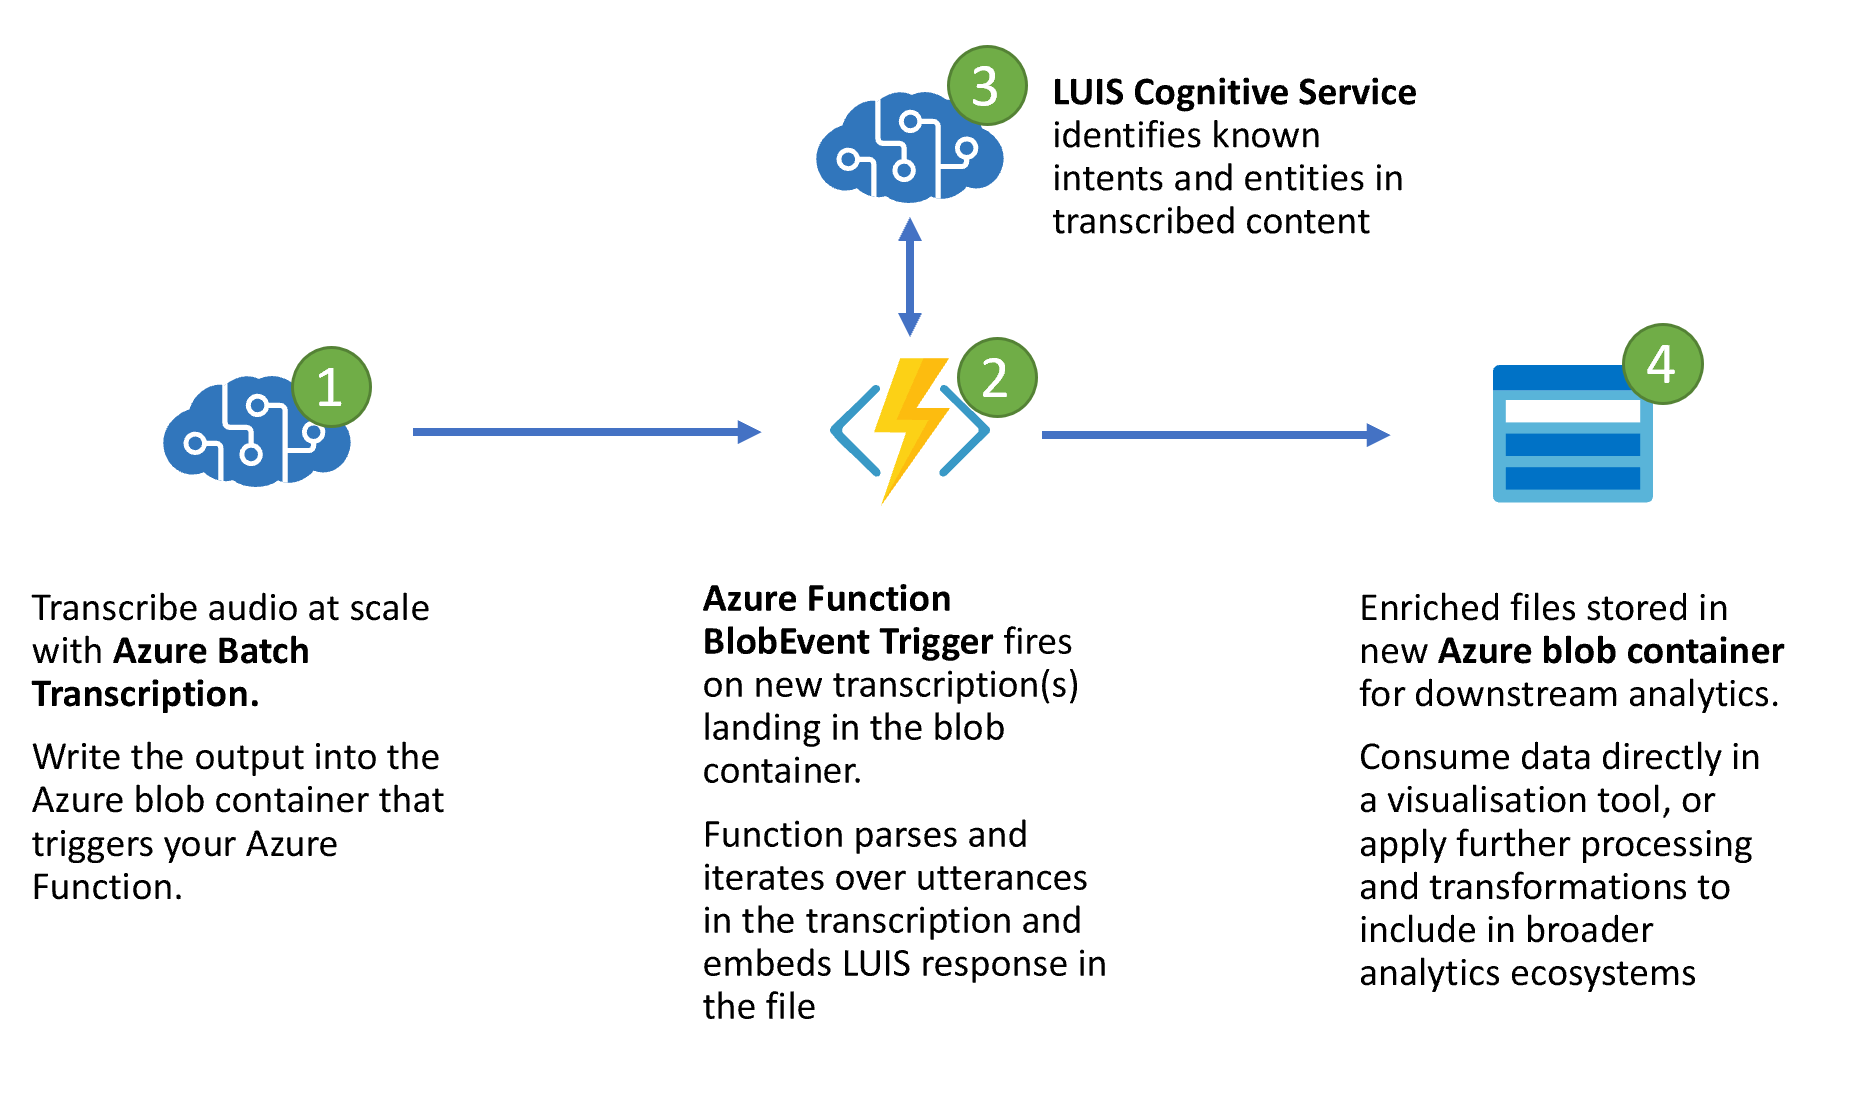 3
LUIS Cognitive Service
identifies known
intents and entities in
transcribed content
1
2
4
Transcribe audio at scale
with Azure Batch
Transcription.
Write the output into the
Azure blob container that
triggers your Azure
Function.
Azure Function
BlobEvent Trigger fires
on new transcription(s)
landing in the blob
container.
Function parses and
iterates over utterances
in the transcription and
embeds LUIS response in
the file
Enriched files stored in
new Azure blob container
for downstream analytics.
Consume data directly in
a visualisation tool, or
apply further processing
and transformations to
include in broader
analytics ecosystems